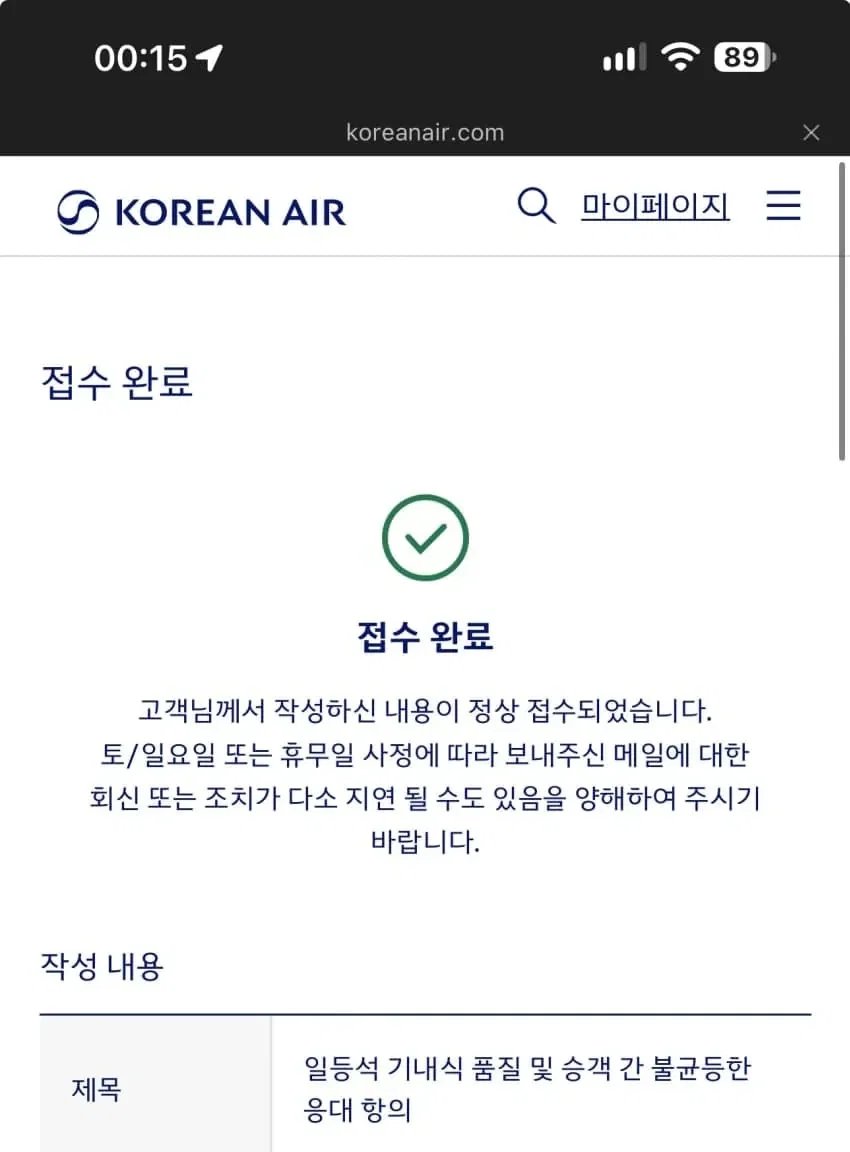 00:15
89
koreanair.com
KOREAN AIR
마이페이지
접수 완료
접수 완료
고객님께서 작성하신 내용이 정상 접수되었습니다.
토/일요일 또는 휴무일 사정에 따라 보내주신 메일에 대한
회신 또는 조치가 다소 지연 될 수도 있음을 양해하여 주시기
바랍니다.
작성 내용
제목
일등석 기내식 품질 및 승객 간 불균등한
응대 항의